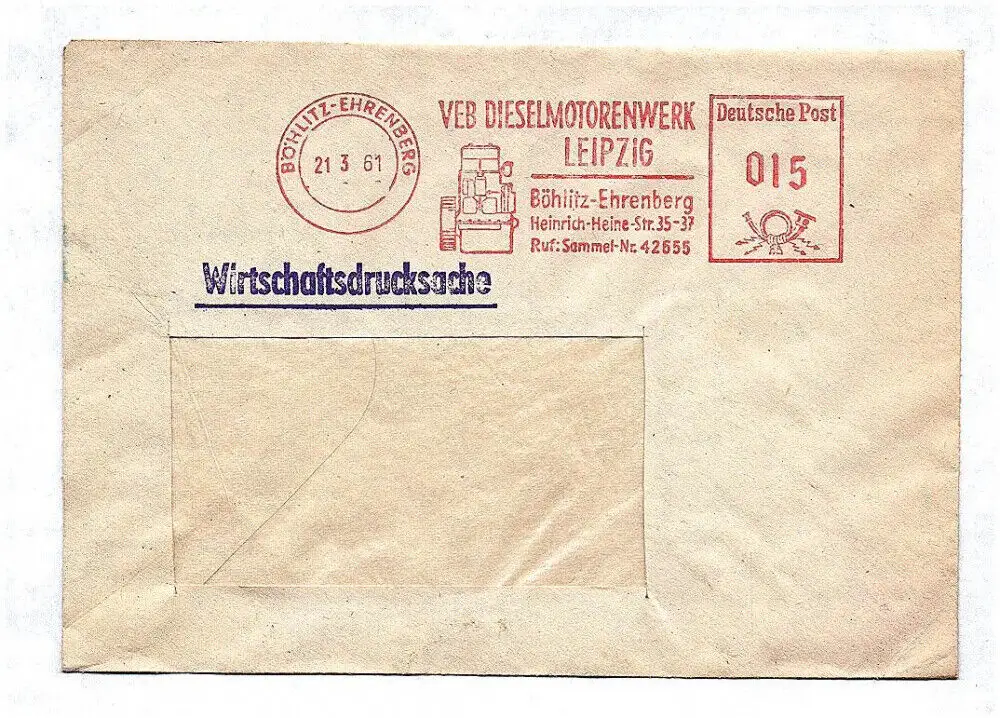 BÖHLITZ-EHRENBERG
21 3 61
VEB DIESELMOTORENWERK
LEIPZIG
Böhlitz-Ehrenberg
Heinrich-Heine-Str. 35-37
Ruf: Sammel-Nr. 42655
Deutsche Post
015
Wirtschaftsdrucksache